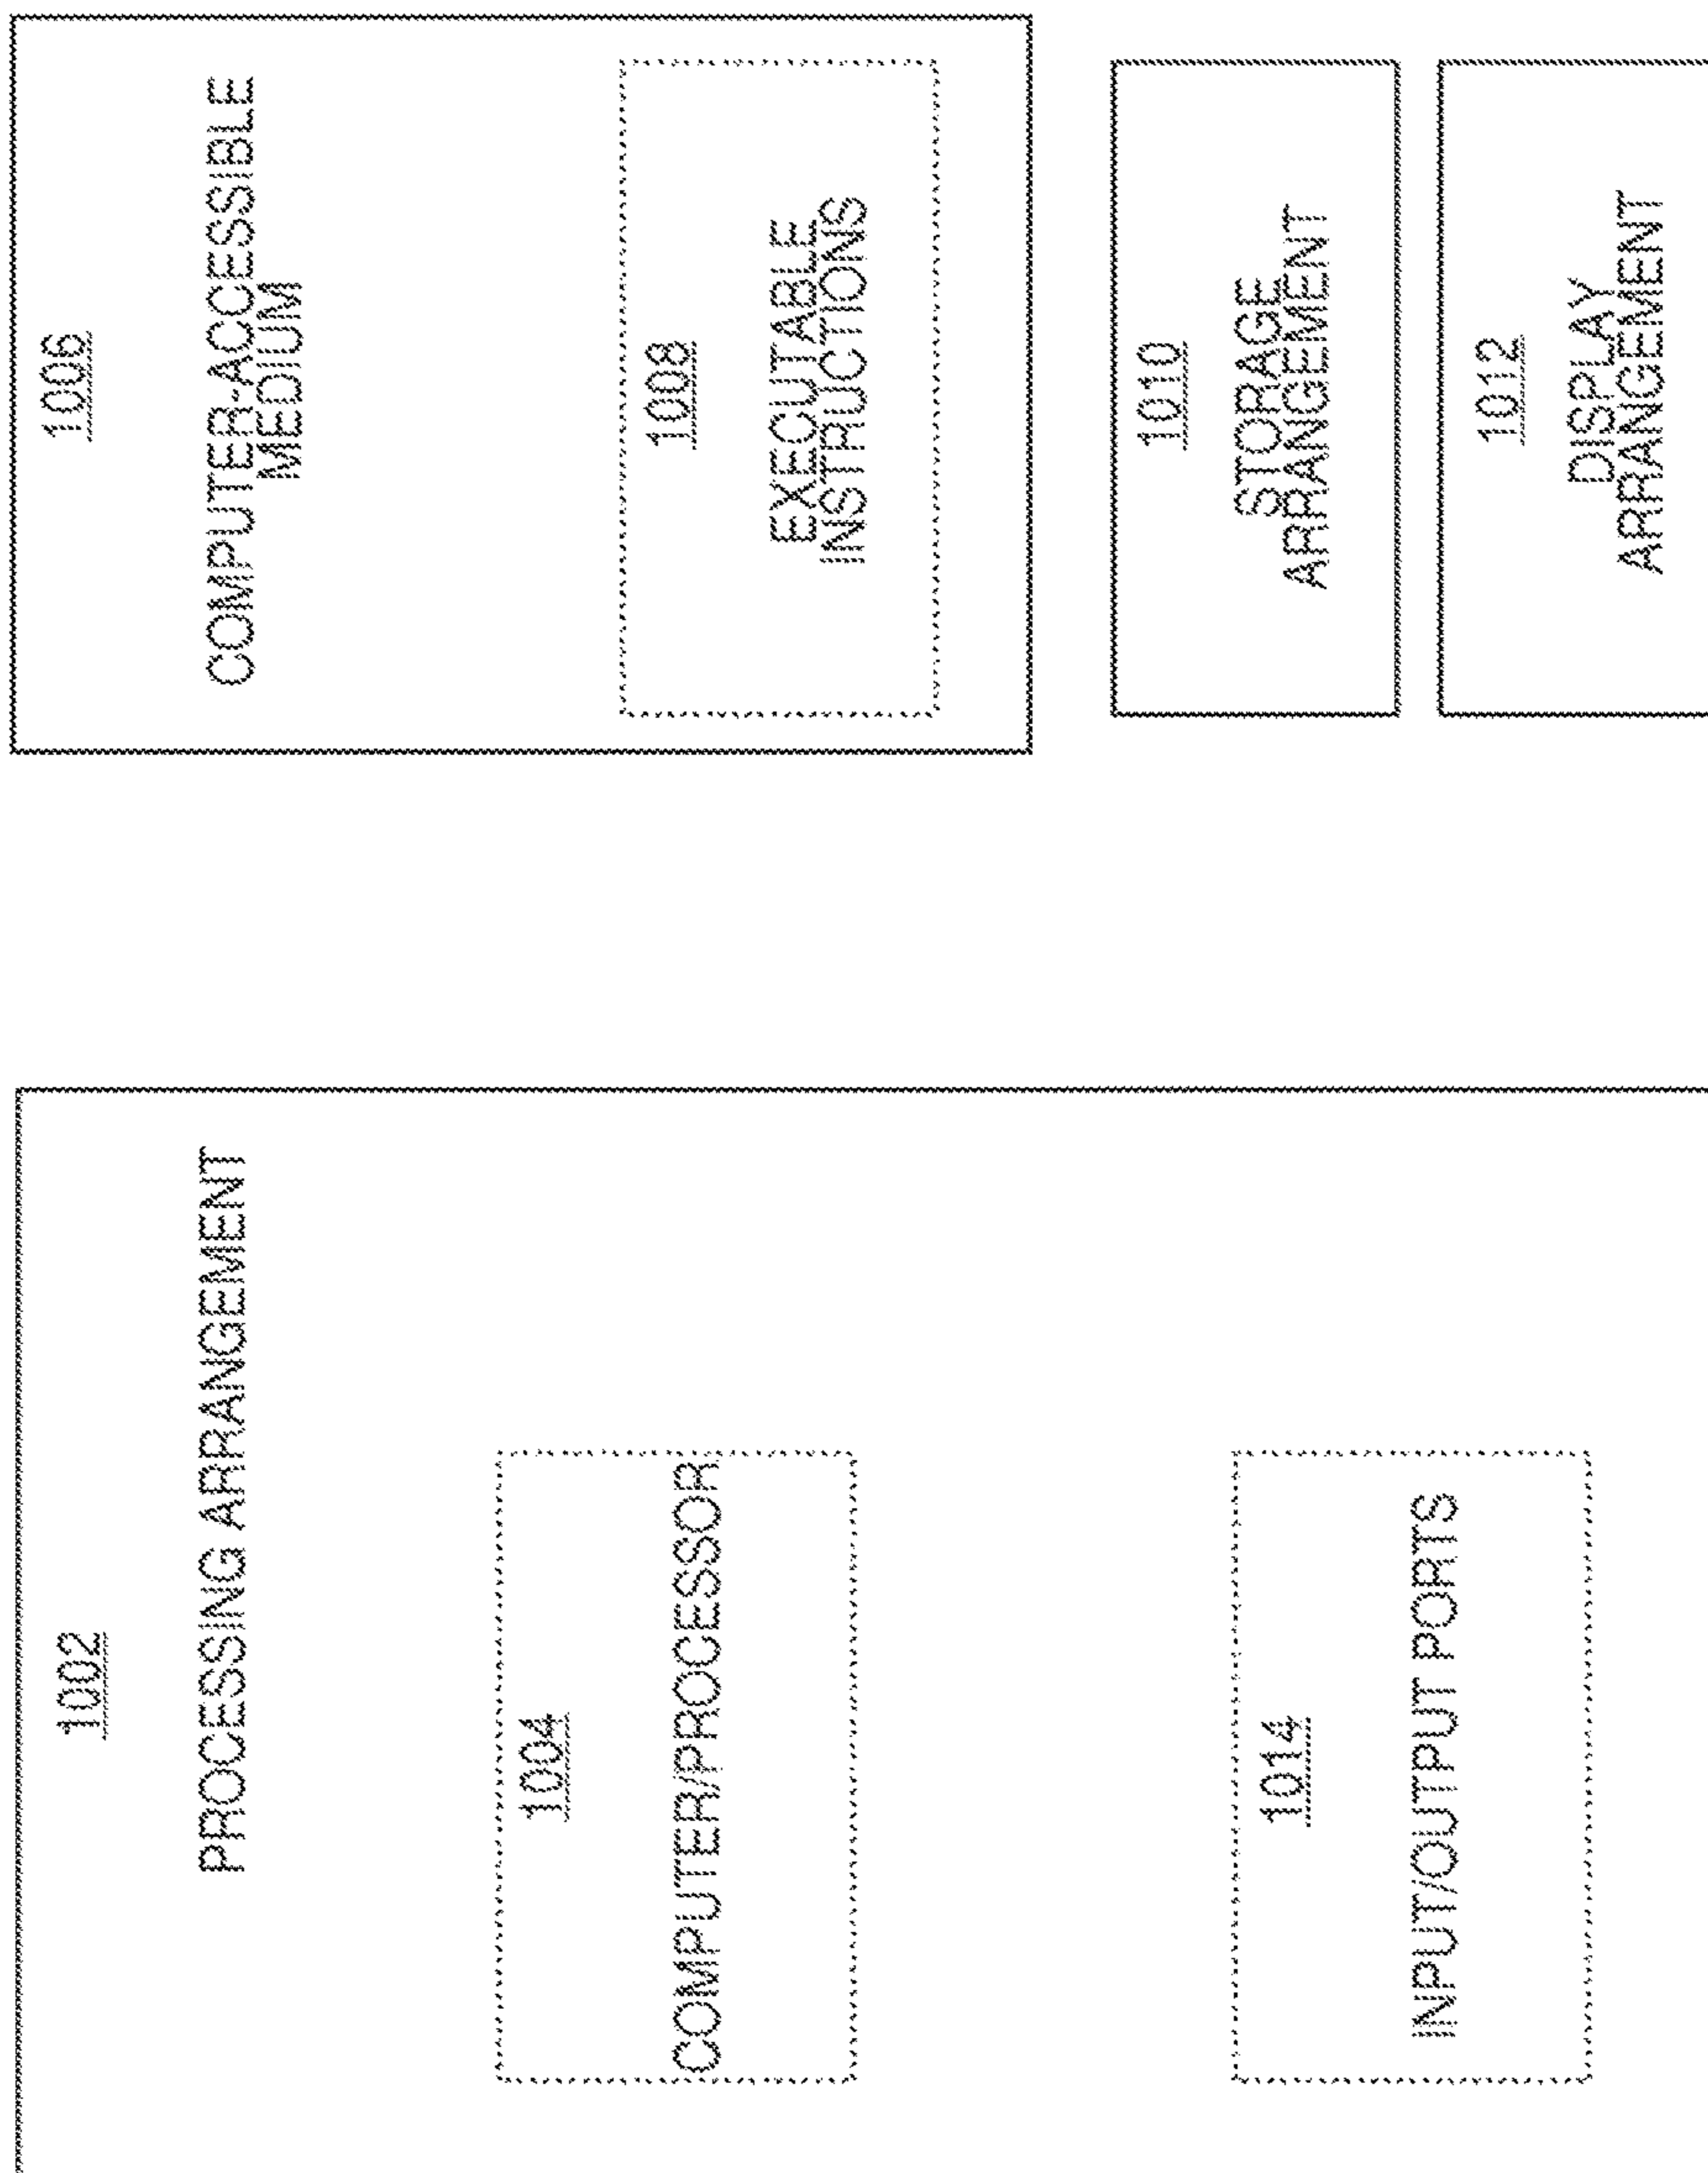 1002
PROCESSING ARRANGEMENT
1004
COMPUTER/PROCESSOR
1014
INPUT/OUTPUT PORTS
1006
COMPUTER-ACCESSIBLE
MEDIUM
1008
EXECUTABLE
INSTRUCTIONS
1010
STORAGE
ARRANGEMENT
1012
DISPLAY
ARRANGEMENT